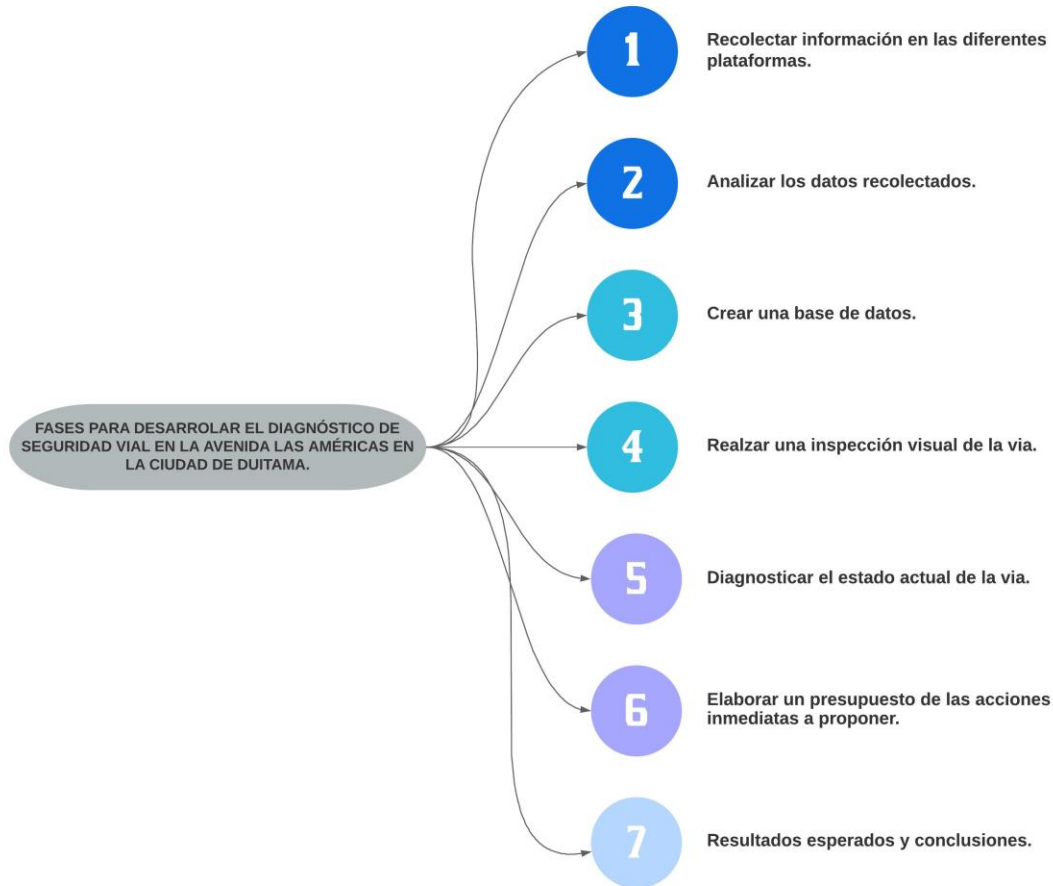 1
Recolectar información en las diferentes
plataformas.
2
Analizar los datos recolectados.
3
Crear una base de datos.
FASES PARA DESARROLAR EL DIAGNÓSTICO DE
SEGURIDAD VIAL EN LA AVENIDA LAS AMÉRICAS EN
LA CIUDAD DE DUITAMA.
4
Realzar una inspección visual de la via.
5
Diagnosticar el estado actual de la via.
6
Elaborar un presupuesto de las acciones
inmediatas a proponer.
7
Resultados esperados y conclusiones.